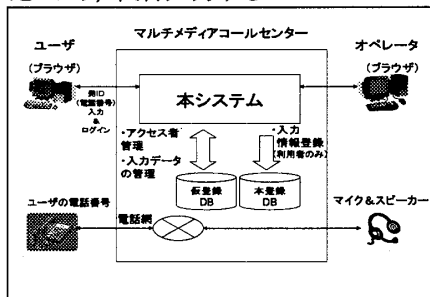 マルチメディアコールセンター
ユーザ
(ブラウザ)
オペレータ
(ブラウザ)
発ID
(電話番号)
入力
&
ログイン
本システム
・アクセス者
管理
・入力データ
の管理
・入力
情報登録
(利用者のみ)
仮登録
DB
本登録
DB
ユーザの電話番号
電話網
マイク&スピーカー